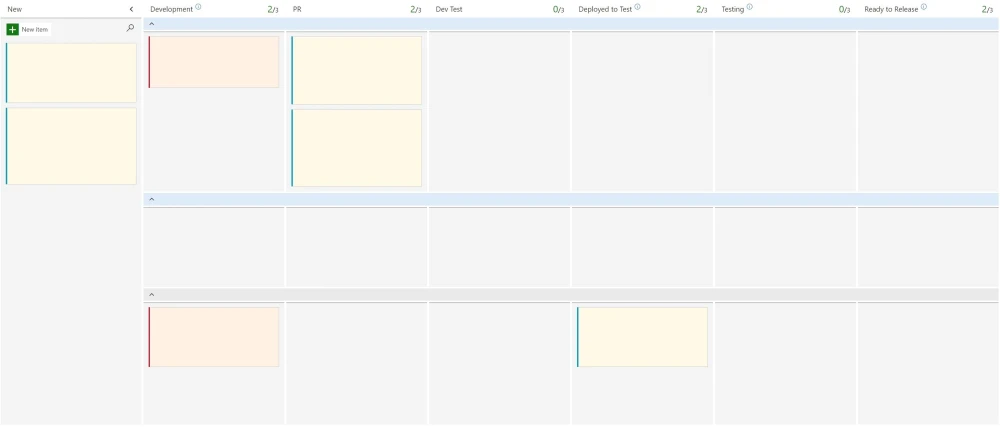 New
Development 2/3
PR 2/3
Dev Test 0/3
Deployed to Test 2/3
Testing 0/3
Ready to Release 2/3
New item